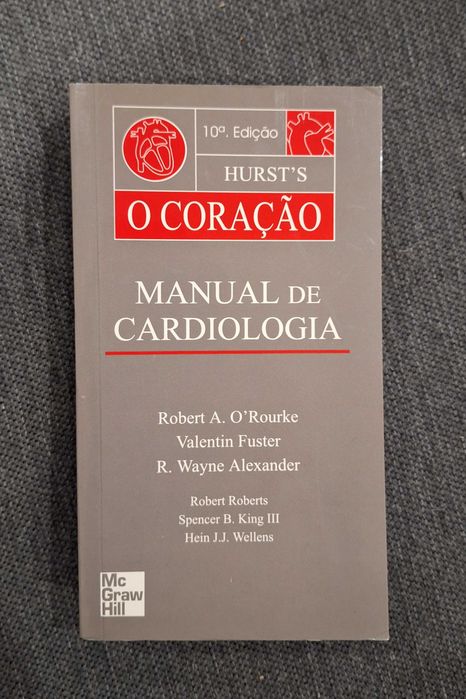 10ª. Edição
HURST'S
O CORAÇÃO
MANUAL DE
CARDIOLOGIA
Robert A. O'Rourke
Valentin Fuster
R. Wayne Alexander
Robert Roberts
Spencer B. King III
Hein J.J. Wellens
Mc
Graw
Hill